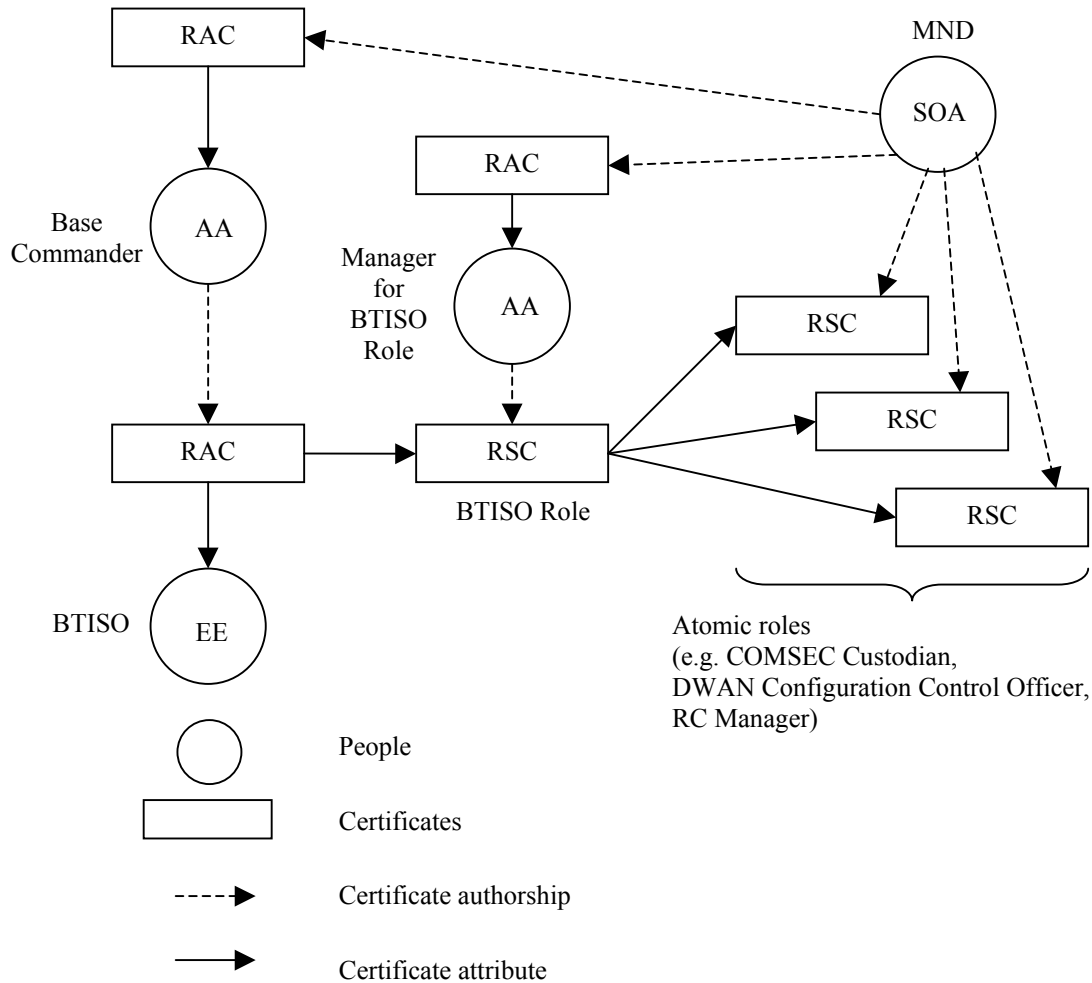 RAC
MND
SOA
RAC
Base
Commander
AA
Manager
for
BTISO
Role
AA
RSC
RSC
RSC
RAC
RSC
BTISO Role
BTISO
EE
Atomic roles
(e.g. COMSEC Custodian,
DWAN Configuration Control Officer,
RC Manager)
People
Certificates
Certificate authorship
Certificate attribute